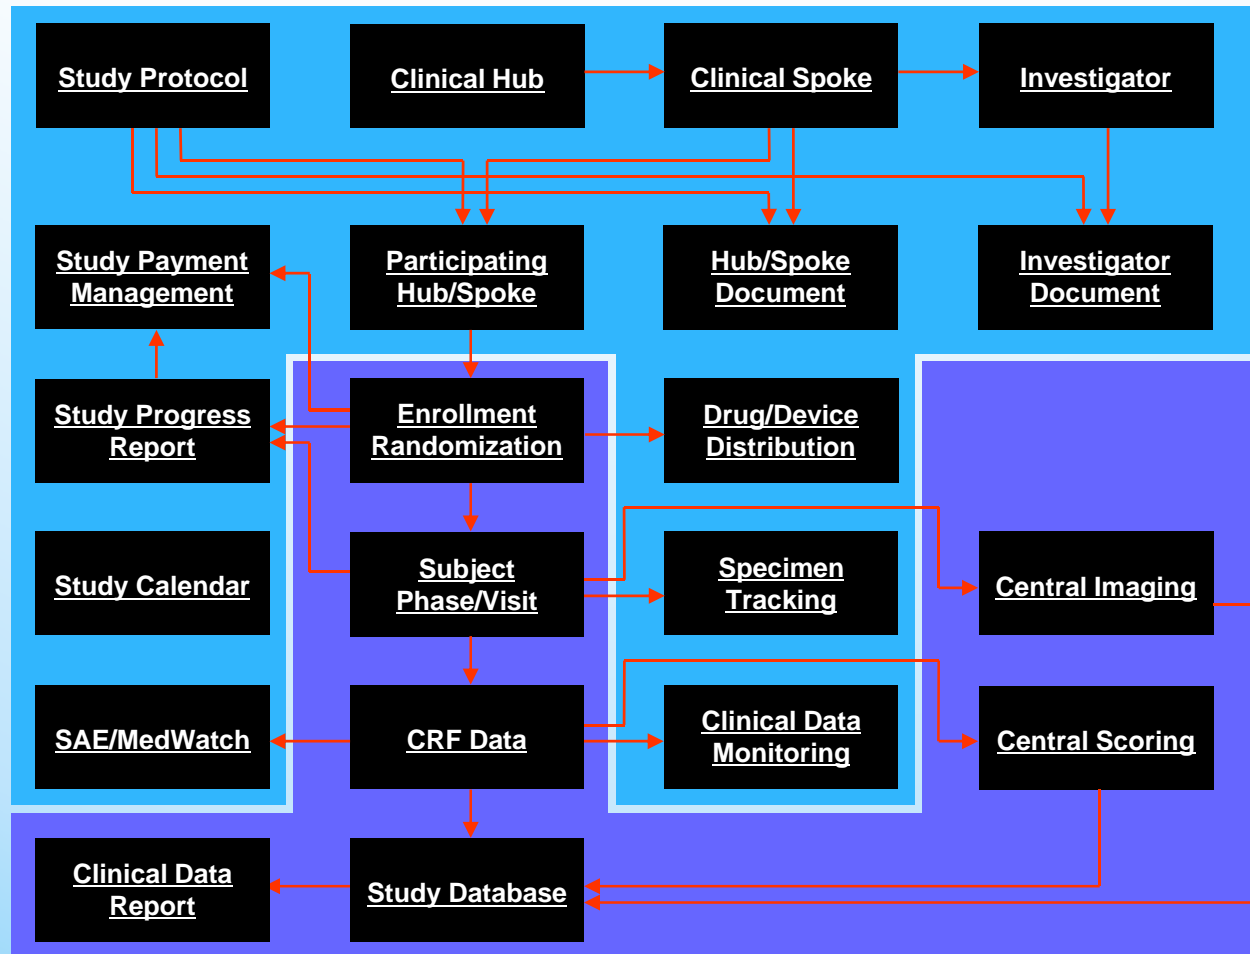 Study Protocol
Clinical Hub
Clinical Spoke
Investigator
Study Payment
Management
Participating
Hub/Spoke
Hub/Spoke
Document
Investigator
Document
Study Progress
Report
Enrollment
Randomization
Drug/Device
Distribution
Study Calendar
Subject
Phase/Visit
Specimen
Tracking
Central Imaging
SAE/MedWatch
CRF Data
Clinical Data
Monitoring
Central Scoring
Clinical Data
Report
Study Database